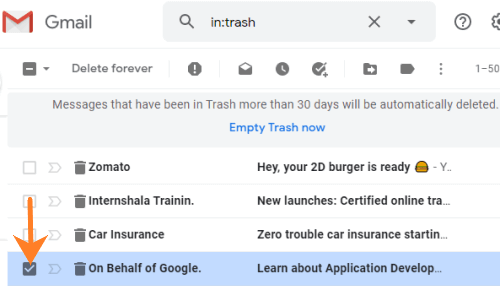 Gmail in:trash
Delete forever 1–50
Messages that have been in Trash more than 30 days will be automatically deleted.
Empty Trash now
Zomato Hey, your 2D burger is ready 🍔 - Y..
Internshala Trainin. New launches: Certified online tra...
Car Insurance Zero trouble car insurance startin...
On Behalf of Google. Learn about Application Develop...